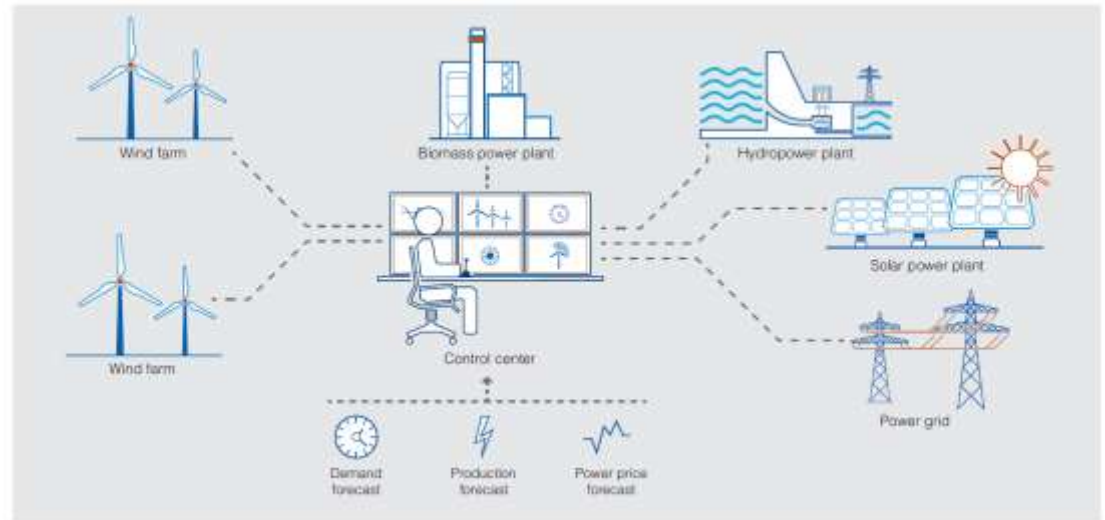 Wind farm
Biomass power plant
Hydropower plant
Solar power plant
Wind farm
Control center
Power grid
Demand
forecast
Production
forecast
Power price
forecast